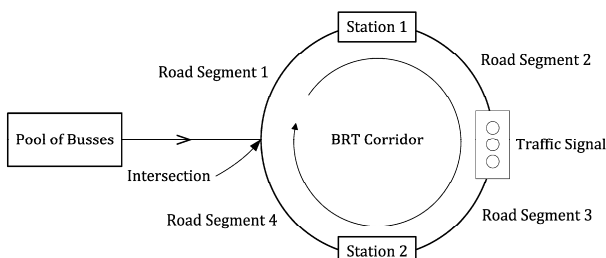 Station 1
Road Segment 1
Road Segment 2
Pool of Busses
BRT Corridor
Traffic Signal
Intersection
Road Segment 4
Road Segment 3
Station 2